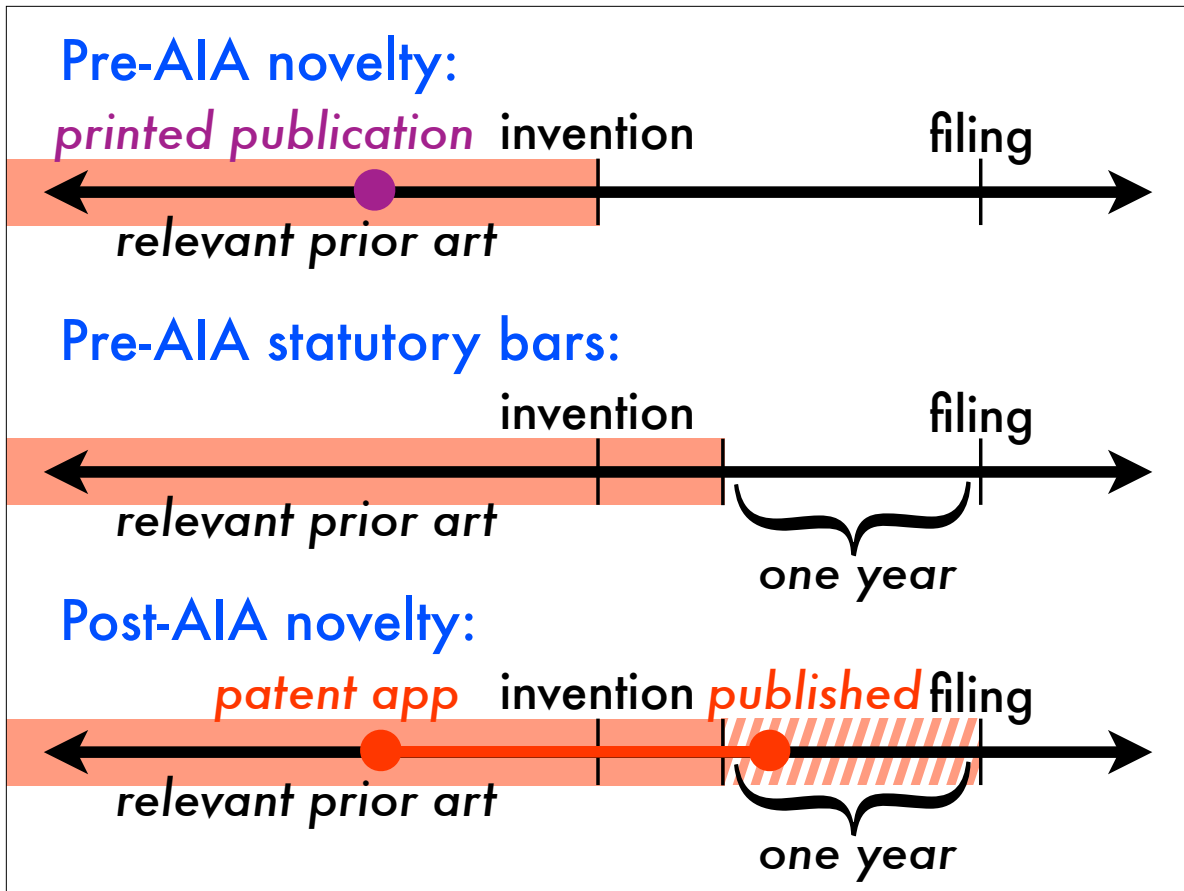 Pre-AIA novelty:
printed publication invention filing
relevant prior art
Pre-AIA statutory bars:
invention filing
relevant prior art
one year
Post-AIA novelty:
patent app invention published filing
relevant prior art
one year